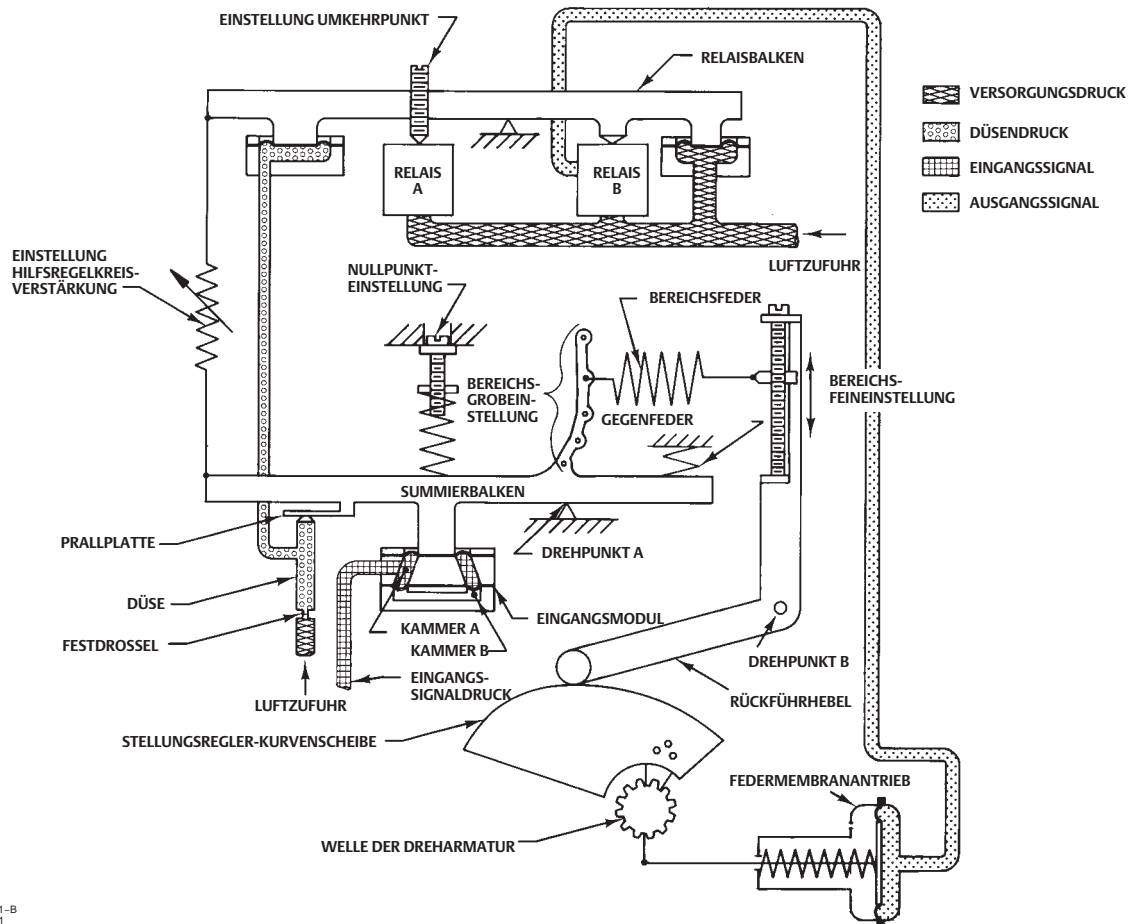 EINSTELLUNG UMKEHRPUNKT
RELAISBALKEN
VERSORGUNGSDRUCK
DÜSENDRUCK
EINGANGSSIGNAL
AUSGANGSSIGNAL
RELAIS
A
RELAIS
B
LUFTZUFUHR
EINSTELLUNG
HILFSREGELKREIS-
VERSTÄRKUNG
NULLPUNKT-
EINSTELLUNG
BEREICHSFEDER
BEREICHS-
GROBEIN-
STELLUNG
GEGENFEDER
BEREICHS-
FEINEINSTELLUNG
SUMMIERBALKEN
PRALLPLATTE
DREHPUNKT A
DÜSE
EINGANGSMODUL
FESTDROSSEL
KAMMER A
KAMMER B
DREHPUNKT B
EINGANGS-
SIGNALDRUCK
LUFTZUFUHR
RÜCKFÜHRHEBEL
STELLUNGSREGLER-KURVENSCHEIBE
FEDERMEMBRANANTRIEB
WELLE DER DREHARMATUR
1-B
1